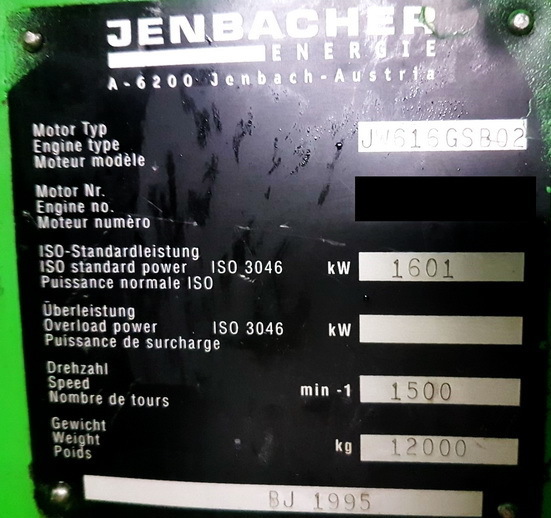 JENBACHER
ENERGIE
A-6200 Jenbach-Austria
Motor Typ
Engine type JW616GSB02
Moteur modèle
Motor Nr.
Engine no.
Moteur numèro
ISO-Standardleistung
ISO standard power ISO 3046 kW 1601
Puissance normale ISO
Überleistung
Overload power ISO 3046 kW
Puissance de surcharge
Drehzahl
Speed min -1 1500
Nombre de tours
Gewicht
Weight kg 12000
Poids
BJ 1995